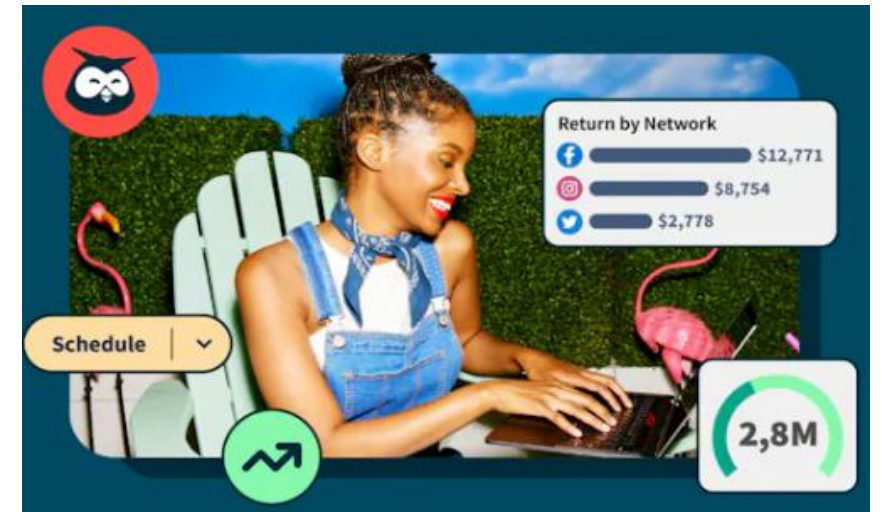 Return by Network
$12,771
$8,754
$2,778
Schedule
2,8M